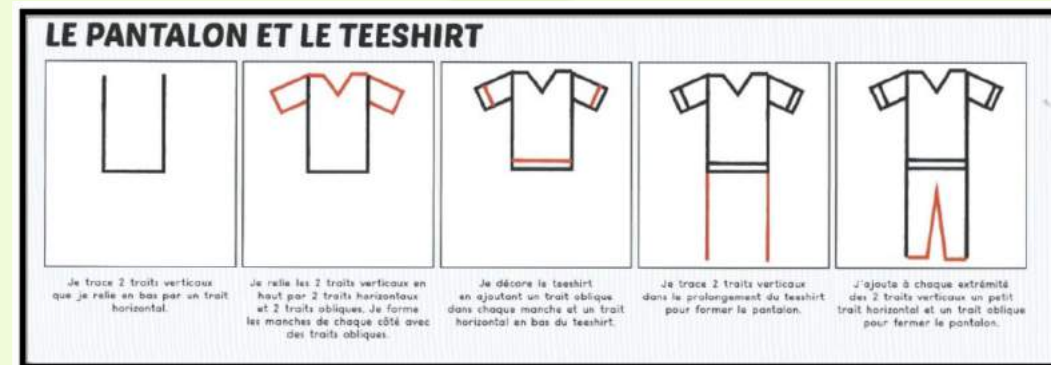 LE PANTALON ET LE TEESHIRT
Je trace 2 traits verticaux
que je relie en bas par un trait
horizontal.
Je relie les 2 traits verticaux en
haut par 2 traits horizontaux
et 2 traits obliques. Je forme
les manches de chaque côté avec
des traits obliques.
Je décore le teeshirt
en ajoutant un trait oblique
dans chaque manche et un trait
horizontal en bas du teeshirt.
Je trace 2 traits verticaux
dans le prolongement du teeshirt
pour former le pantalon.
J'ajoute à chaque extrémité
des 2 traits verticaux un petit
trait horizontal et un trait oblique
pour fermer le pantalon.